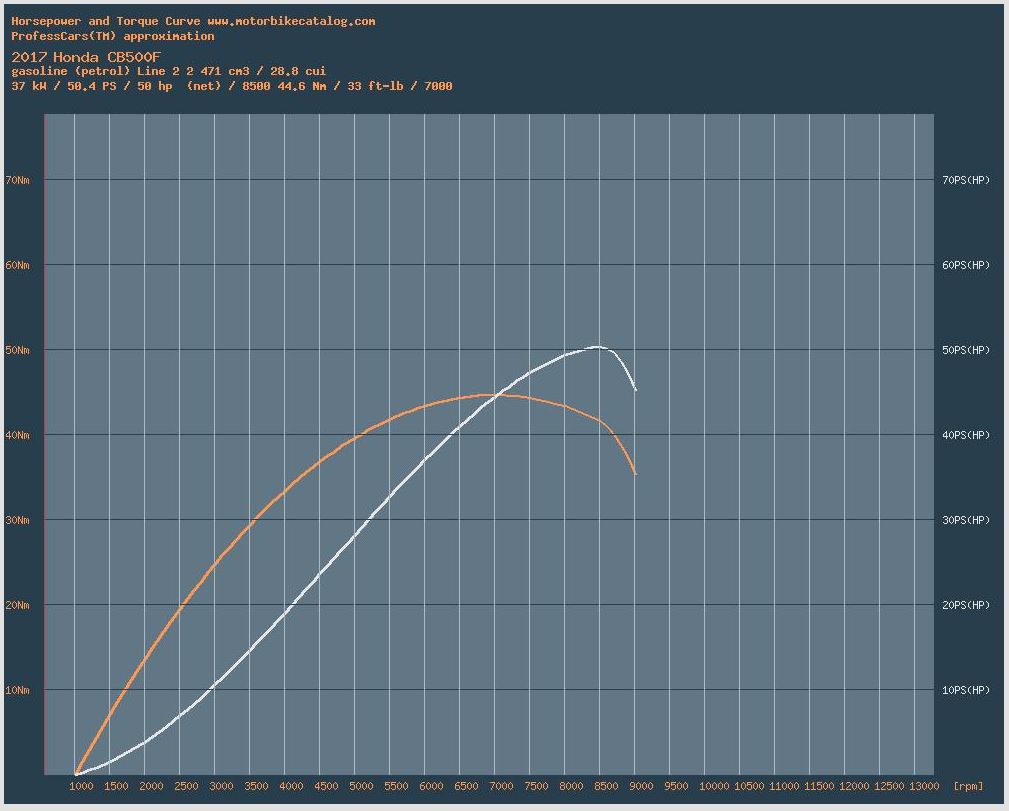 Horsepower and Torque Curve www.motorbikecatalog.com
ProfessCars(TM) approximation
2017 Honda CB500F
gasoline (petrol) Line 2 2 471 cm3 / 28.8 cui
37 kW / 50.4 PS / 50 hp (net) / 8500 44.6 Nm / 33 ft-lb / 7000
70Nm 70PS(HP)
60Nm 60PS(HP)
50Nm 50PS(HP)
40Nm 40PS(HP)
30Nm 30PS(HP)
20Nm 20PS(HP)
10Nm 10PS(HP)
1000 1500 2000 2500 3000 3500 4000 4500 5000 5500 6000 6500 7000 7500 8000 8500 9000 9500 10000 10500 11000 11500 12000 12500 13000 [rpm]